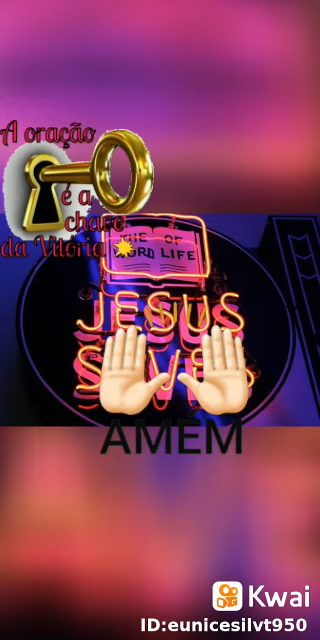 A oração
é a
chave
da Vitória
THE OF
WORD LIFE
JESUS
SAVES
AMEM
Kwai
ID:eunicesilvt950